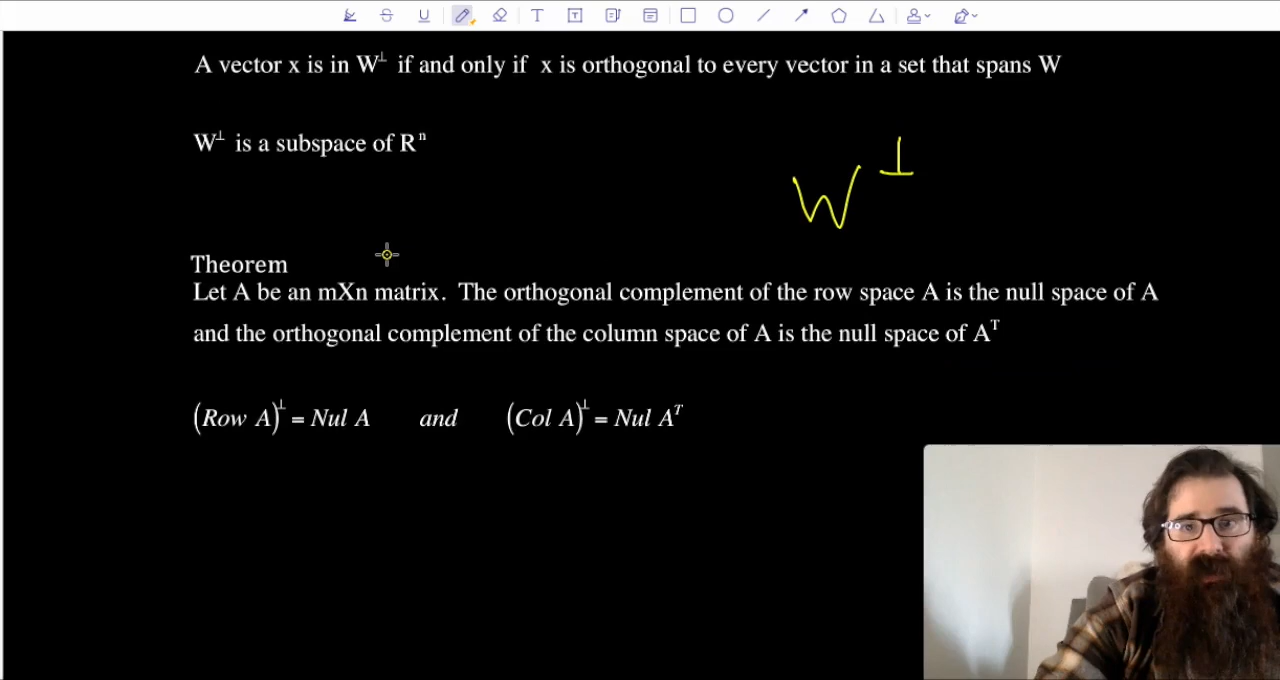 A vector x is in W⊥ if and only if x is orthogonal to every vector in a set that spans W
W⊥ is a subspace of Rⁿ
W⊥
Theorem
Let A be an mXn matrix. The orthogonal complement of the row space A is the null space of A
and the orthogonal complement of the column space of A is the null space of Aᵀ
(Row A)⊥ = Nul A and (Col A)⊥ = Nul Aᵀ